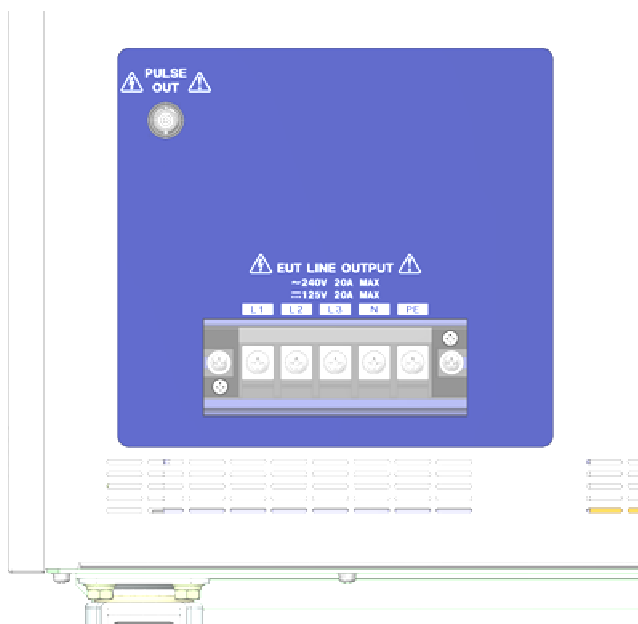 PULSE
OUT
EUT LINE OUTPUT
~240V 20A MAX
⎓125V 20A MAX
L1 L2 L3 N PE